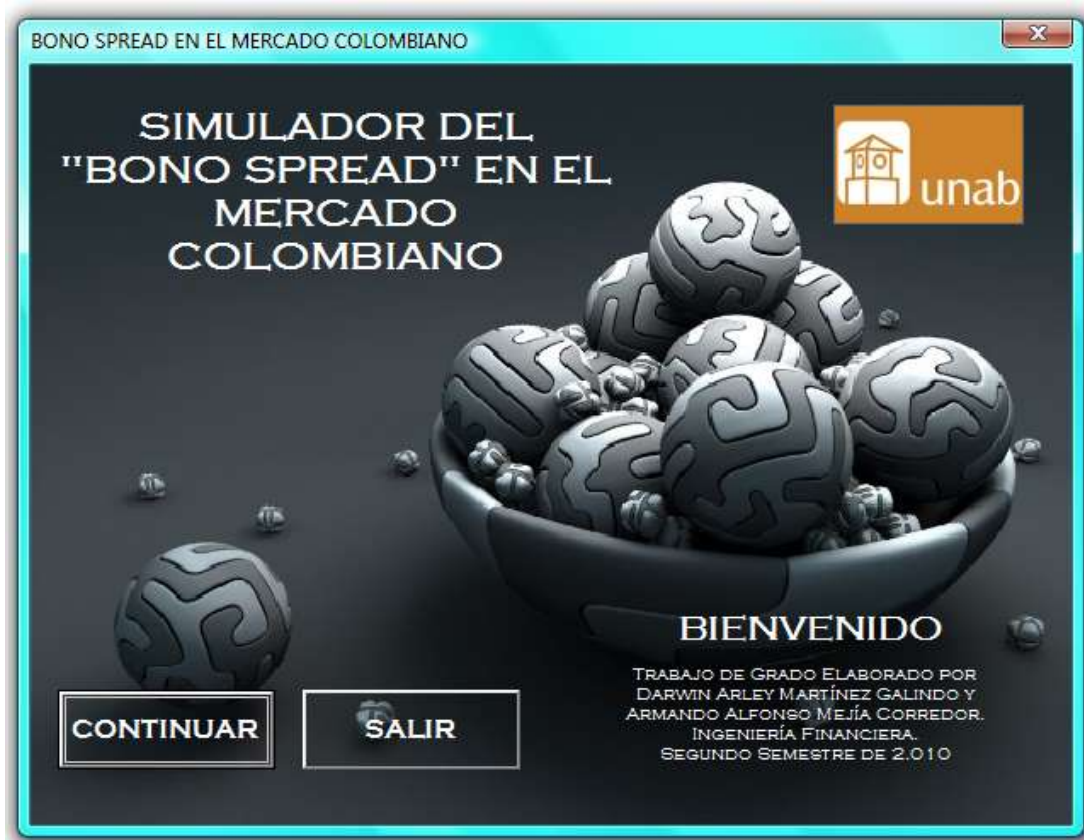 BONO SPREAD EN EL MERCADO COLOMBIANO
X
SIMULADOR DEL
"BONO SPREAD" EN EL
MERCADO
COLOMBIANO
unab
BIENVENIDO
TRABAJO DE GRADO ELABORADO POR
DARWIN ARLEY MARTÍNEZ GALINDO Y
ARMANDO ALFONSO MEJÍA CORREDOR.
INGENIERÍA FINANCIERA.
SEGUNDO SEMESTRE DE 2.010
CONTINUAR
SALIR